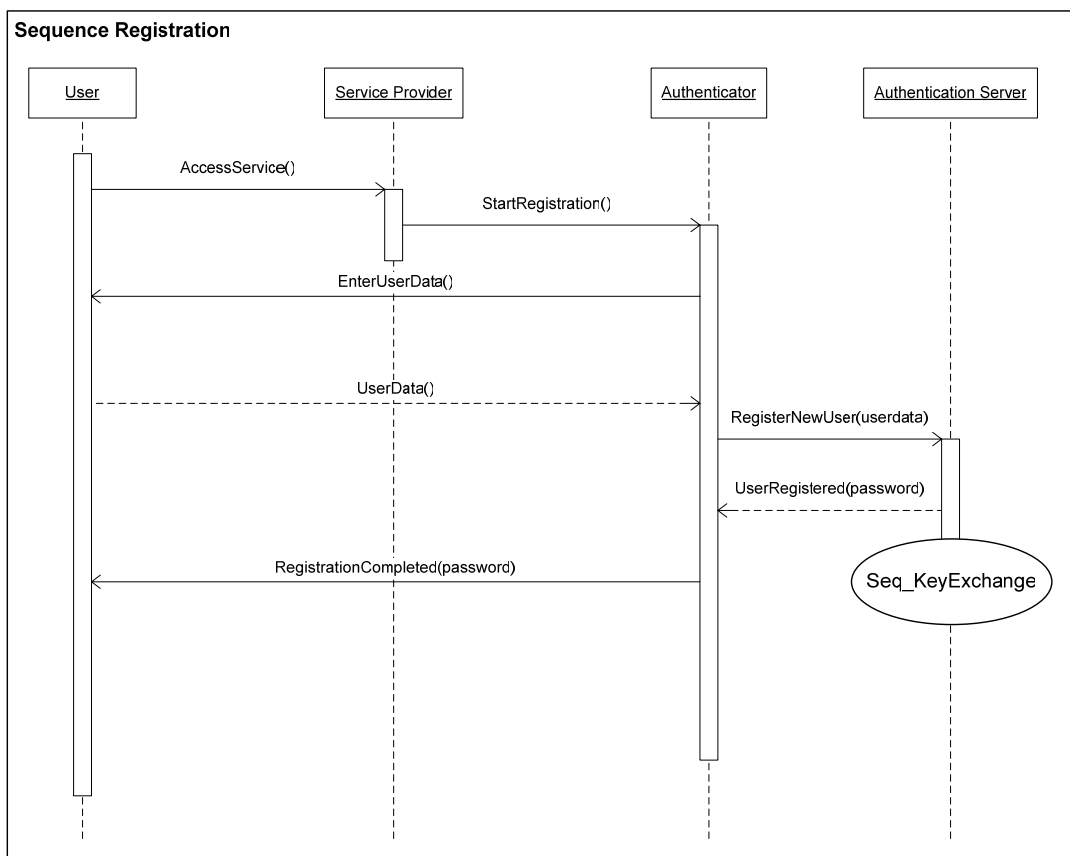 Sequence Registration
User
Service Provider
Authenticator
Authentication Server
AccessService()
StartRegistration()
EnterUserData()
UserData()
RegisterNewUser(userdata)
UserRegistered(password)
RegistrationCompleted(password)
Seq_KeyExchange